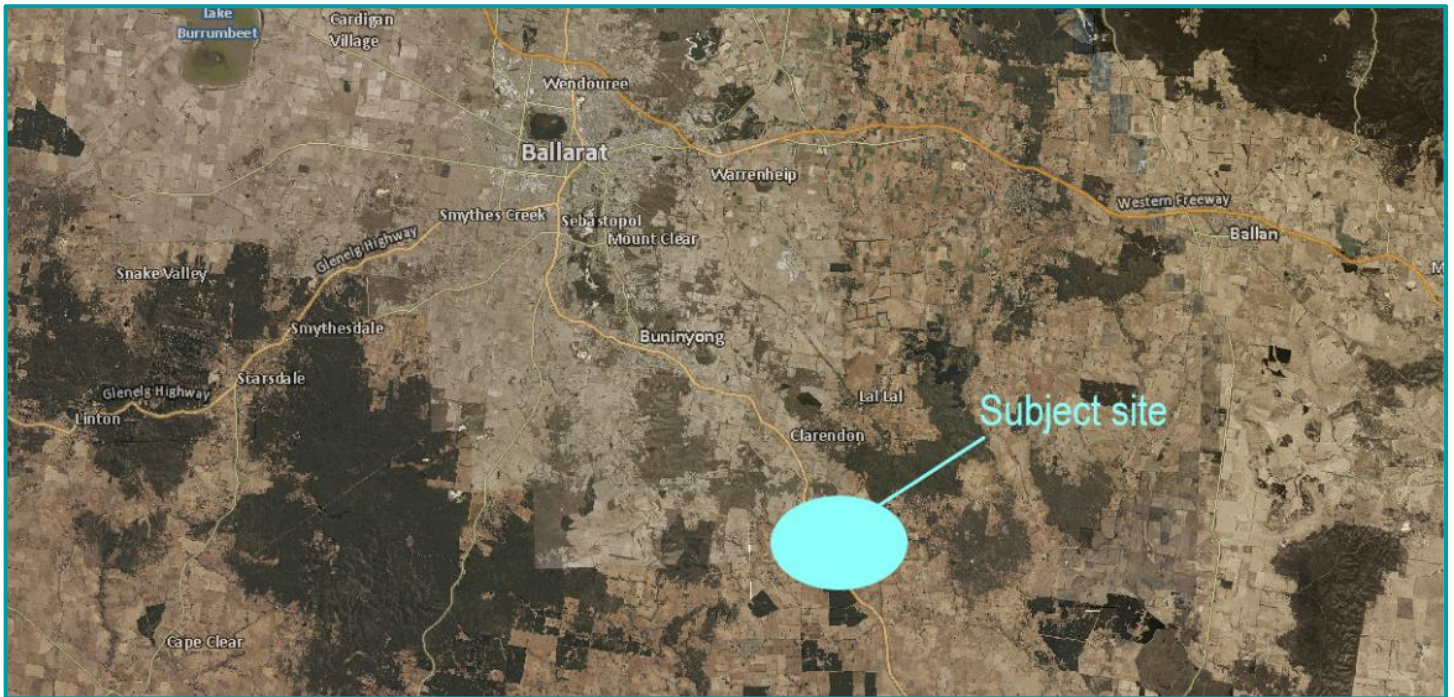 Lake
Burrumbeet
Cardigan
Village
Wendouree
Ballarat
Warrenheip
Western Freeway
Smythes Creek
Sebastopol
Mount Clear
Ballan
Glenelg Highway
Snake Valley
Smythesdale
Buninyong
Scarsdale
Glenelg Highway
Lal Lal
Linton
Subject site
Clarendon
Cape Clear